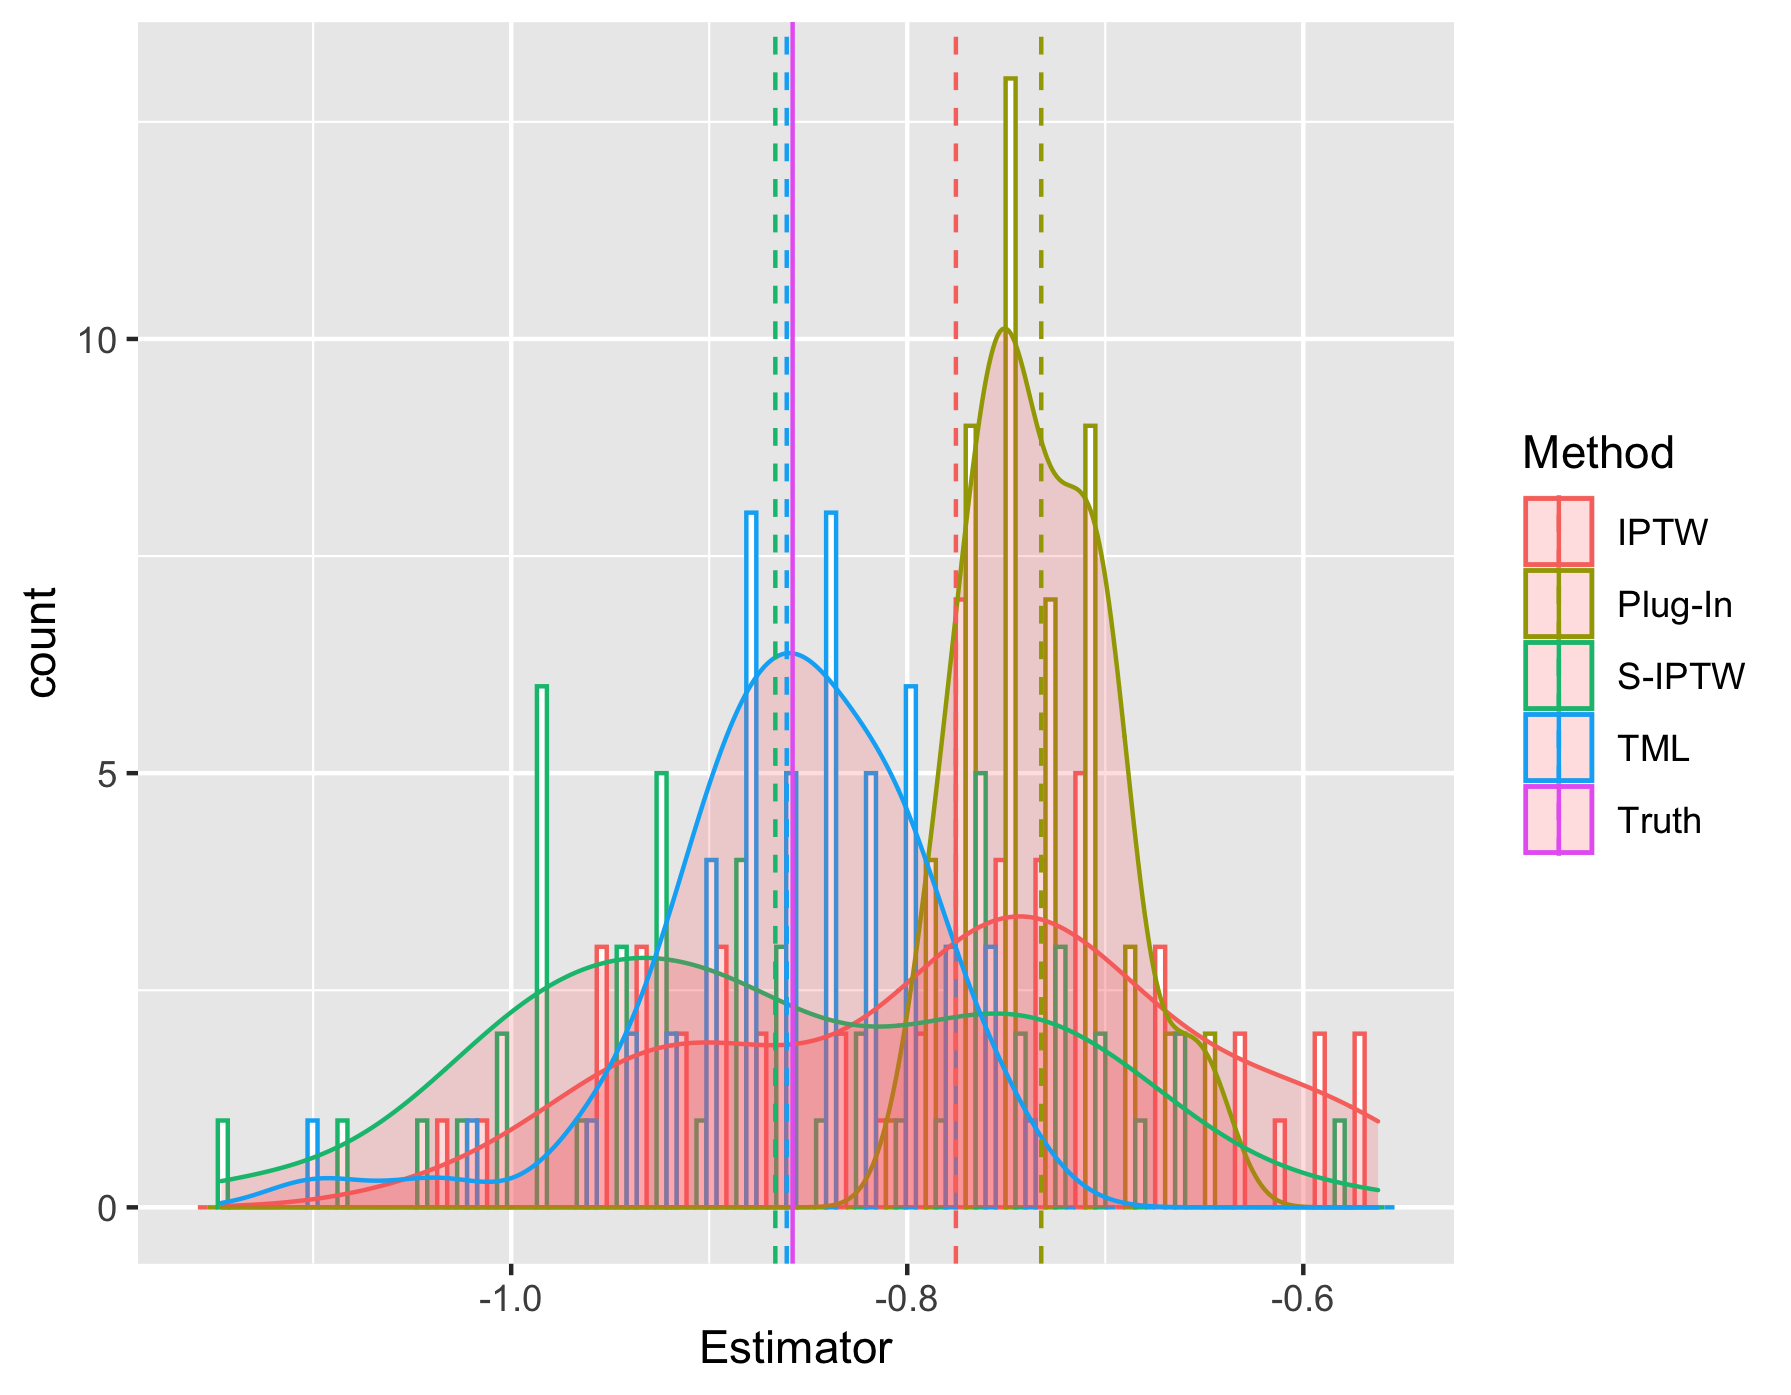 10
5
0
count
-1.0
-0.8
-0.6
Estimator
Method
IPTW
Plug-In
S-IPTW
TML
Truth